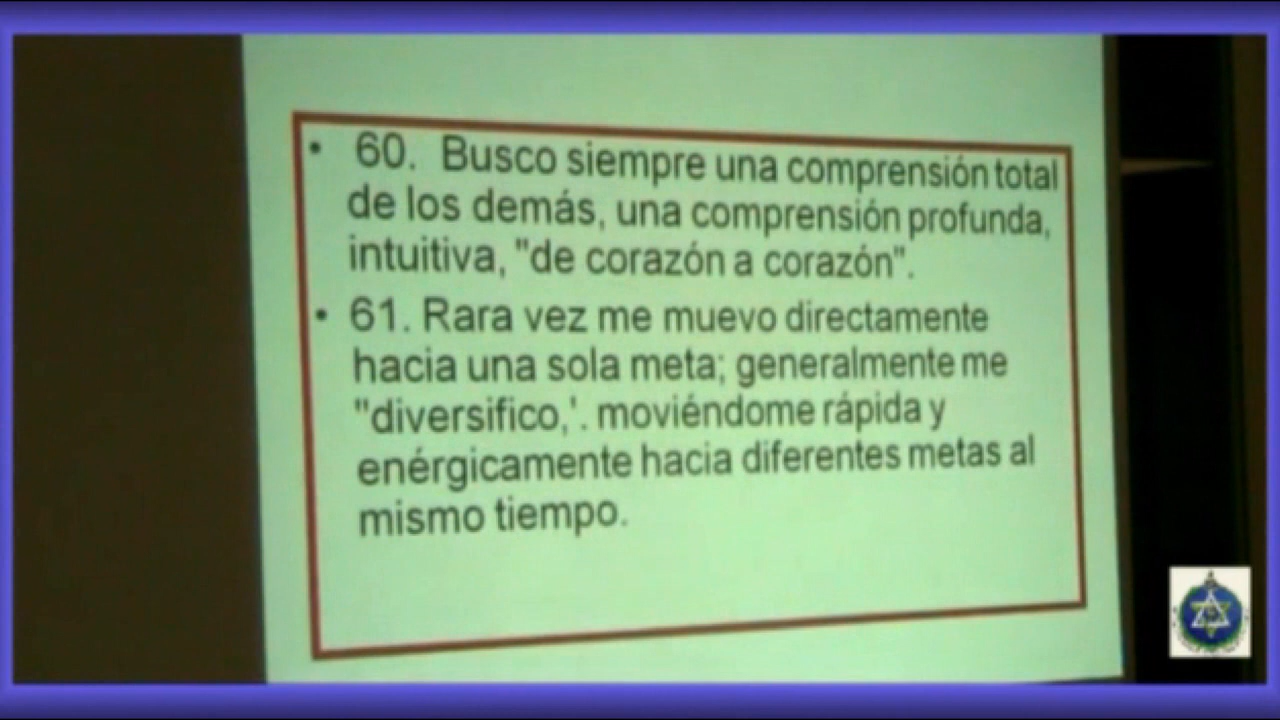 • 60. Busco siempre una comprensión total
de los demás, una comprensión profunda,
intuitiva, "de corazón a corazón".
• 61. Rara vez me muevo directamente
hacia una sola meta; generalmente me
"diversifico,'. moviéndome rápida y
enérgicamente hacia diferentes metas al
mismo tiempo.